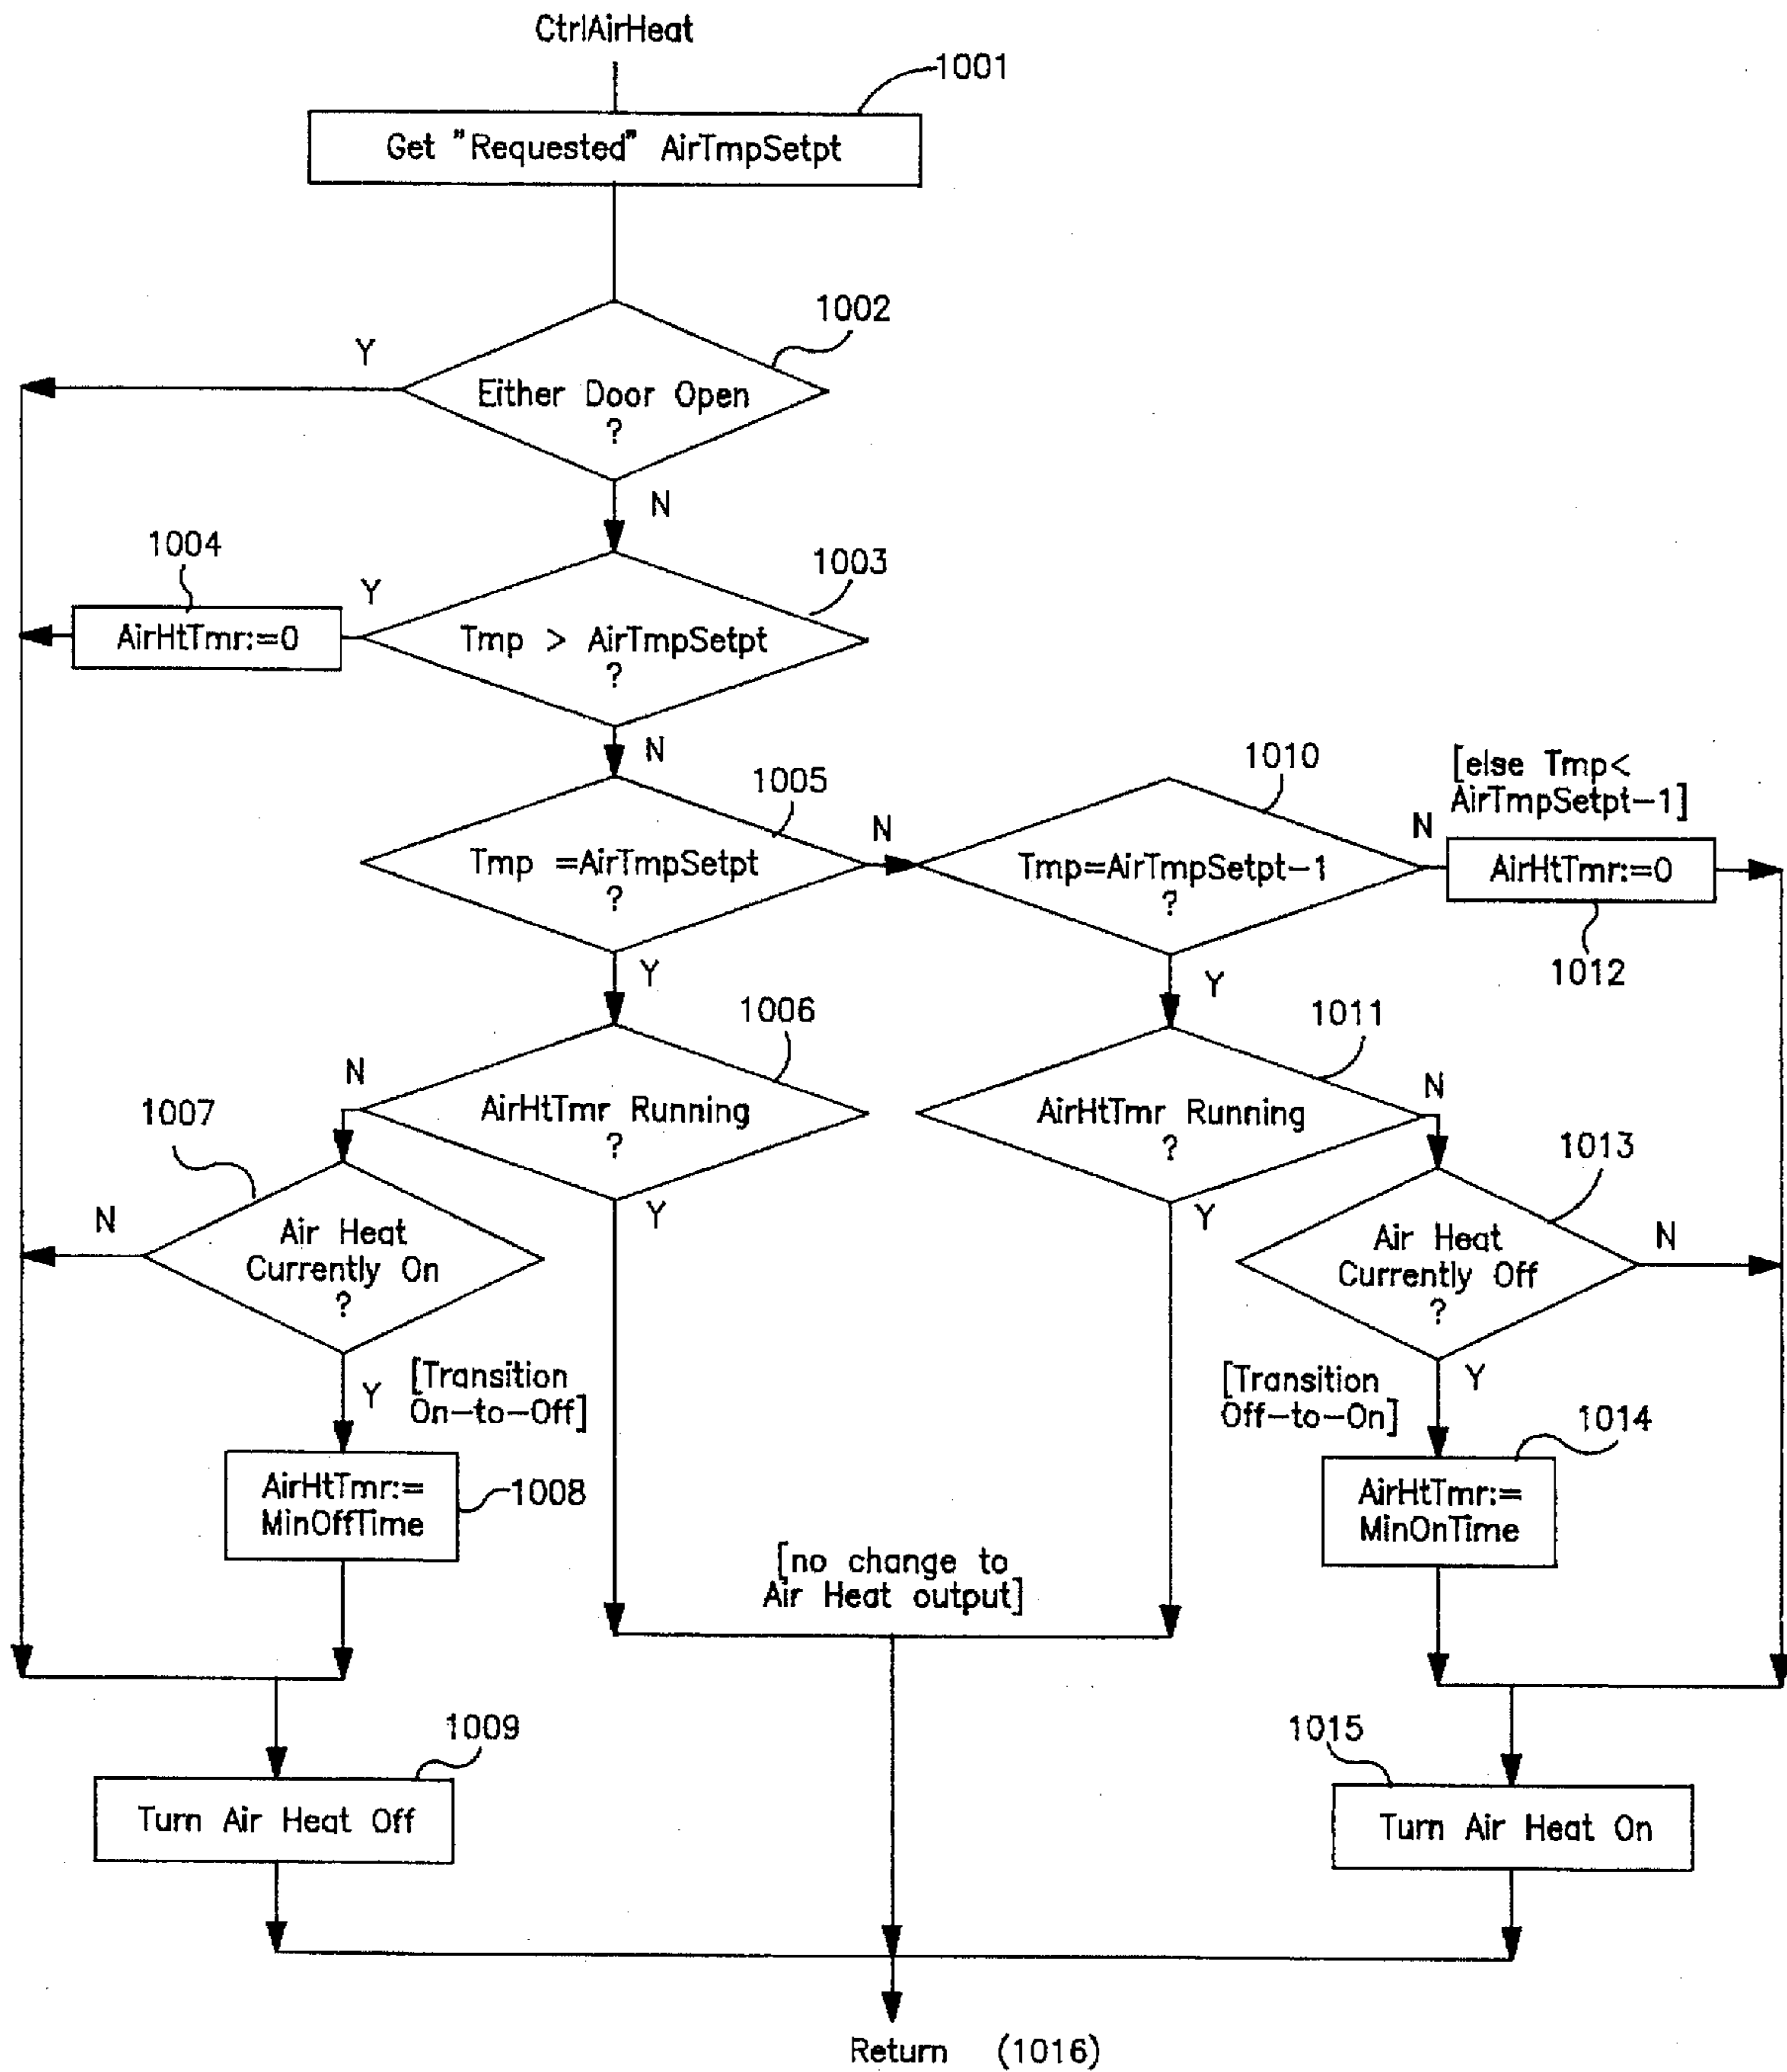 CtrlAirHeat
1001
Get "Requested" AirTmpSetpt
1002
Y
Either Door Open
?
N
1004
1003
Y
AirHtTmr:=0
Tmp > AirTmpSetpt
?
N
1005
1010
[else Tmp<
AirTmpSetpt-1]
N
N
Tmp =AirTmpSetpt
?
Tmp=AirTmpSetpt-1
?
AirHtTmr:=0
1012
Y
Y
1006
1011
N
N
AirHtTmr Running
?
AirHtTmr Running
?
1007
1013
Y
Y
N
Air Heat
Currently On
?
Air Heat
Currently Off
?
N
Y
[Transition
On-to-Off]
[Transition
Off-to-On]
Y
1014
AirHtTmr:=
MinOffTime
1008
AirHtTmr:=
MinOnTime
[no change to
Air Heat output]
1009
1015
Turn Air Heat Off
Turn Air Heat On
Return (1016)